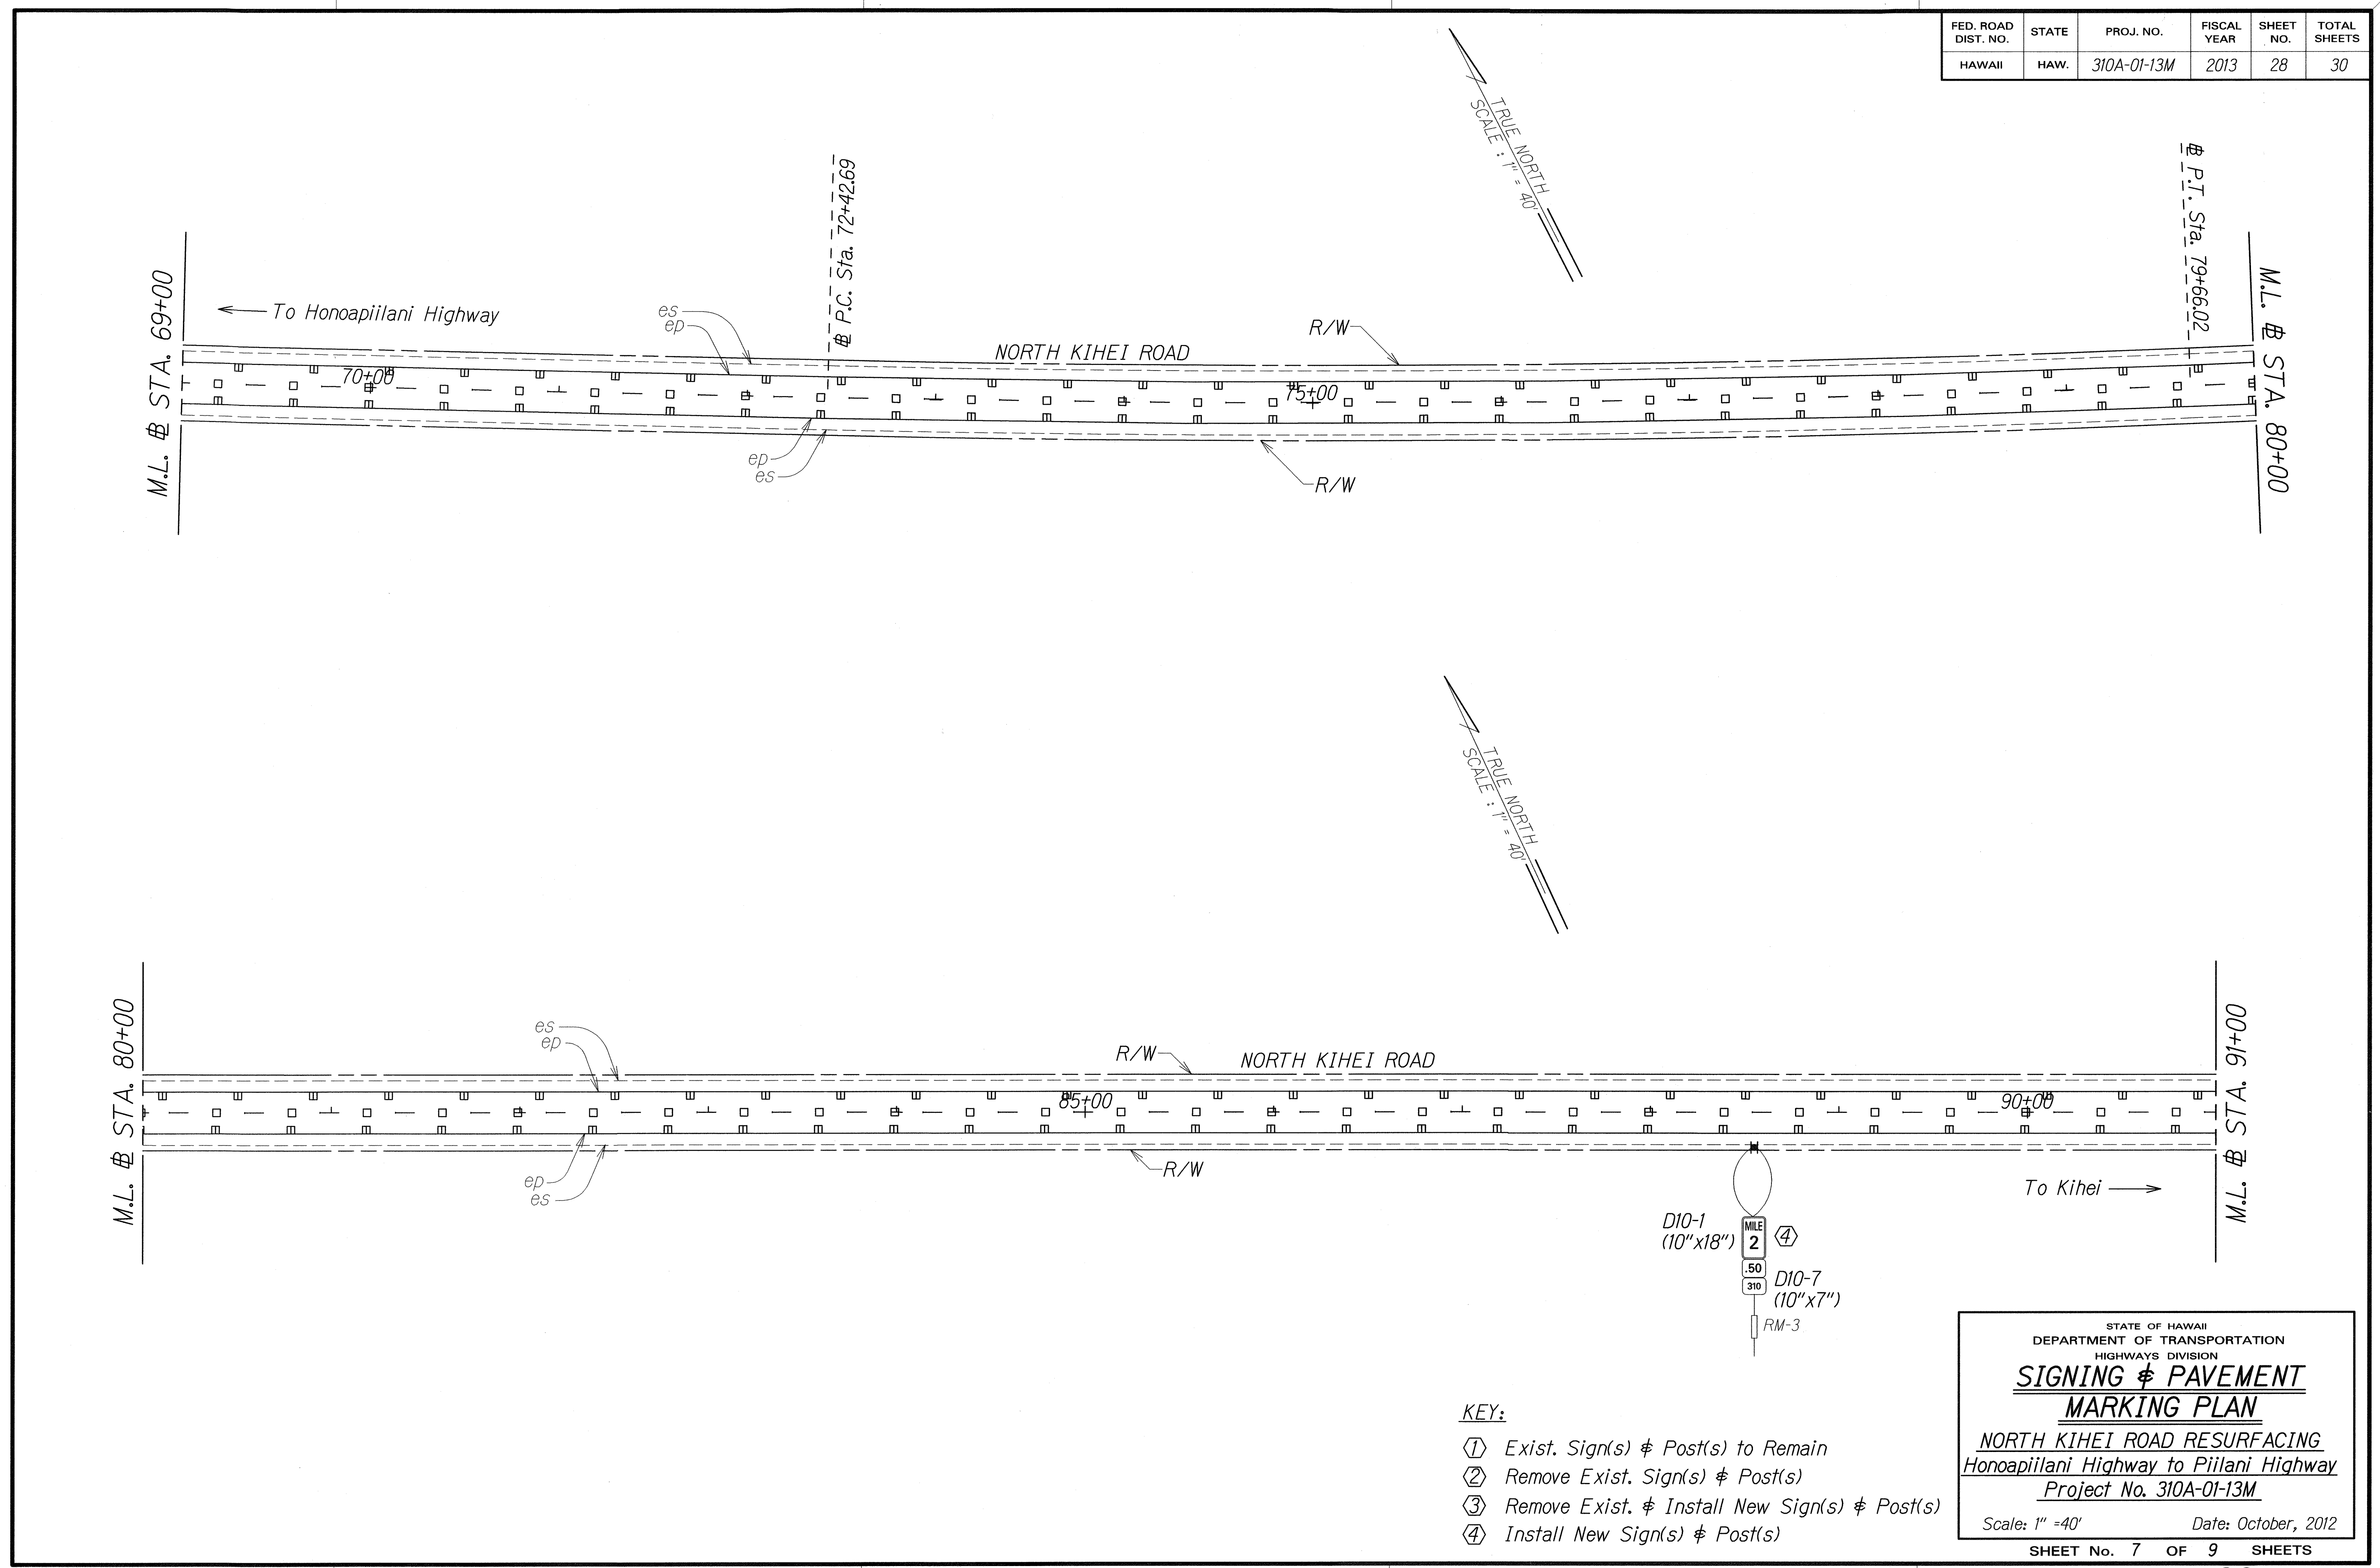 FED. ROAD DIST. NO. STATE PROJ. NO. FISCAL YEAR SHEET NO. TOTAL SHEETS
HAWAII HAW. 310A-01-13M 2013 28 30
TRUE NORTH
SCALE : 1" = 40'
℄ P.C. Sta. 72+42.69
℄ P.T. Sta. 79+66.02
M.L. ℄ STA. 69+00
To Honoapiilani Highway
es
ep
NORTH KIHEI ROAD
R/W
70+00
75+00
ep
es
R/W
M.L. ℄ STA. 80+00
TRUE NORTH
SCALE : 1" = 40'
M.L. ℄ STA. 80+00
es
ep
R/W
NORTH KIHEI ROAD
85+00
90+00
ep
es
R/W
To Kihei
M.L. ℄ STA. 91+00
D10-1
(10"x18")
MILE
2
4
.50
310
D10-7
(10"x7")
RM-3
KEY:
1 Exist. Sign(s) & Post(s) to Remain
2 Remove Exist. Sign(s) & Post(s)
3 Remove Exist. & Install New Sign(s) & Post(s)
4 Install New Sign(s) & Post(s)
STATE OF HAWAII
DEPARTMENT OF TRANSPORTATION
HIGHWAYS DIVISION
SIGNING & PAVEMENT
MARKING PLAN
NORTH KIHEI ROAD RESURFACING
Honoapiilani Highway to Piilani Highway
Project No. 310A-01-13M
Scale: 1" =40' Date: October, 2012
SHEET No. 7 OF 9 SHEETS